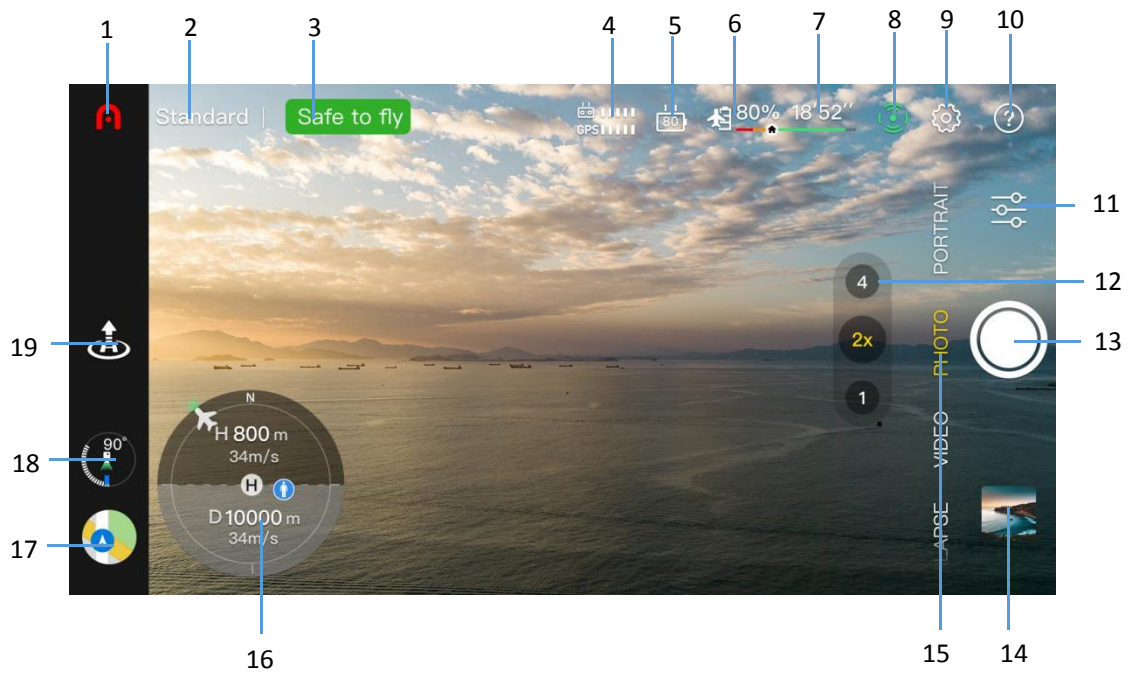 1 2 3 4 5 6 7 8 9 10
Standard | Safe to fly
GPS 80 80% 18'52''
PORTRAIT
11
4
12
PHOTO
2x
13
19
1
N
H 800 m
34m/s
VIDEO
90°
18
H
D 10000 m
34m/s
LAPSE
17
14
15
16